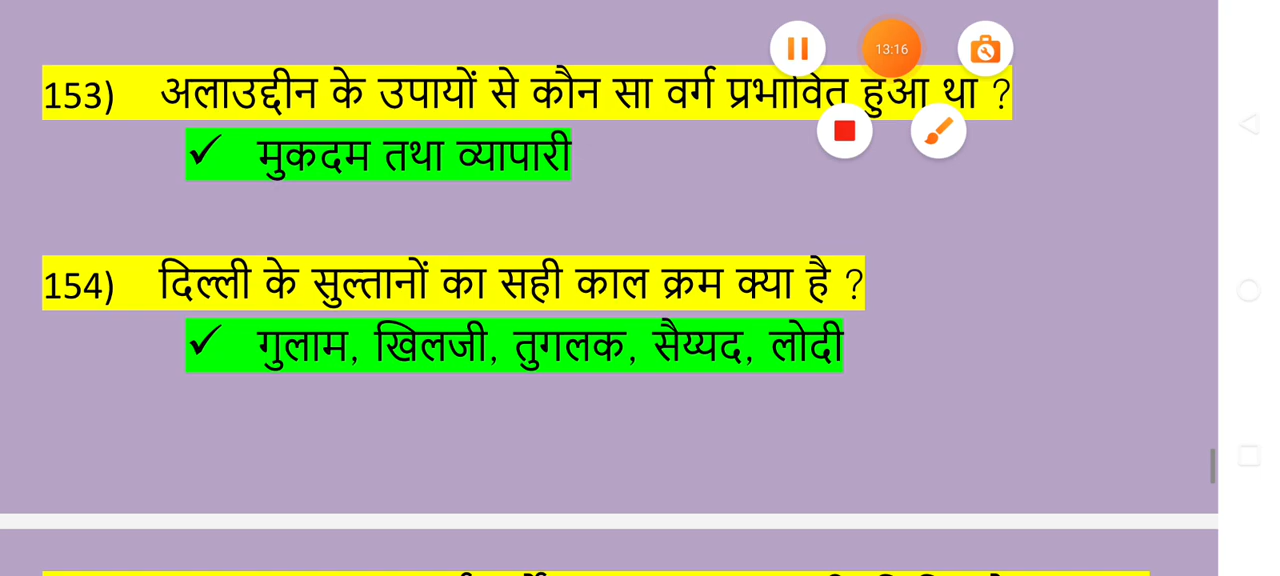 13:16
153) अलाउद्दीन के उपायों से कौन सा वर्ग प्रभावित हुआ था ?
✓ मुकदम तथा व्यापारी
154) दिल्ली के सुल्तानों का सही काल क्रम क्या है ?
✓ गुलाम, खिलजी, तुगलक, सैय्यद, लोदी